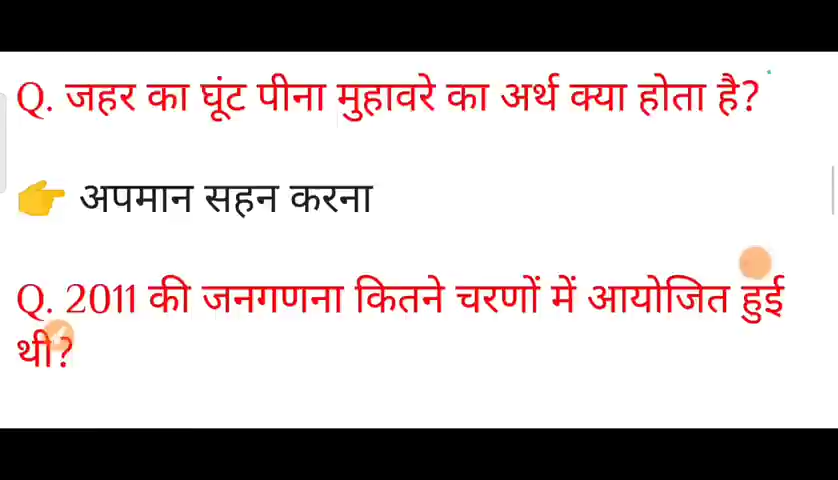 Q. जहर का घूंट पीना मुहावरे का अर्थ क्या होता है?
👉 अपमान सहन करना
Q. 2011 की जनगणना कितने चरणों में आयोजित हुई
थी?